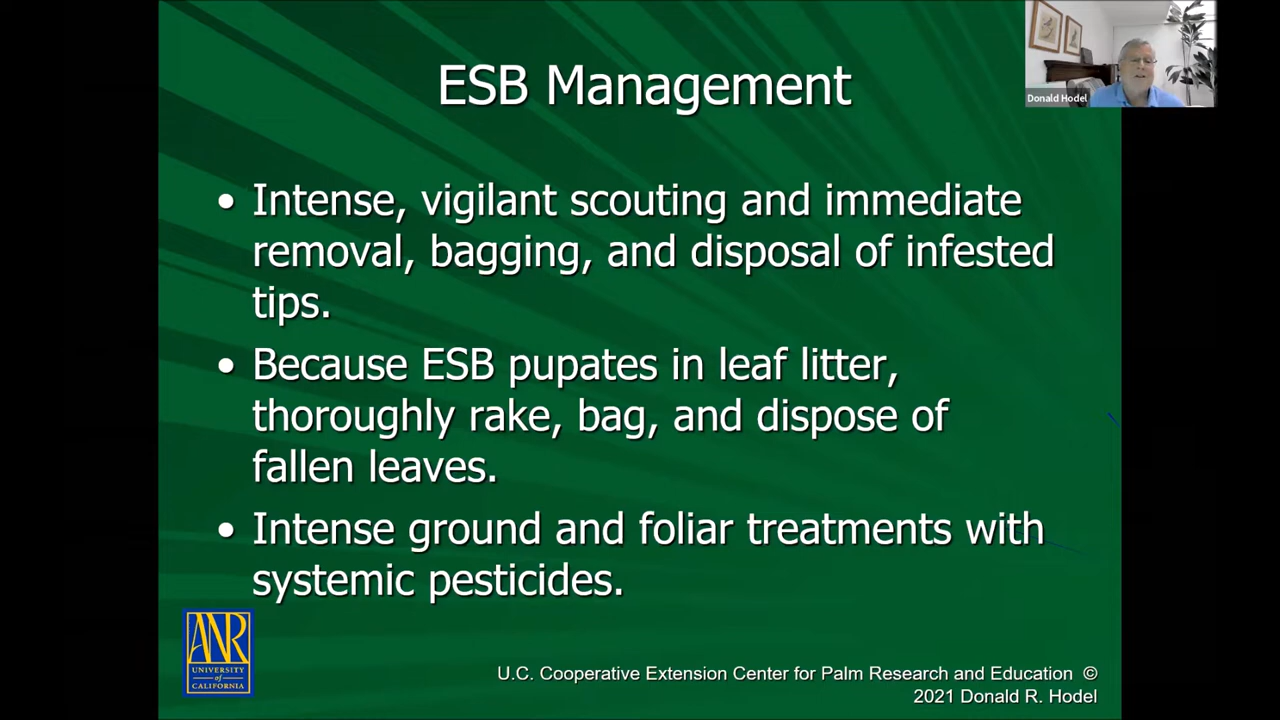 ESB Management
Donald Hodel
• Intense, vigilant scouting and immediate
removal, bagging, and disposal of infested
tips.
• Because ESB pupates in leaf litter,
thoroughly rake, bag, and dispose of
fallen leaves.
• Intense ground and foliar treatments with
systemic pesticides.
ANR
UNIVERSITY
of
CALIFORNIA
U.C. Cooperative Extension Center for Palm Research and Education ©
2021 Donald R. Hodel